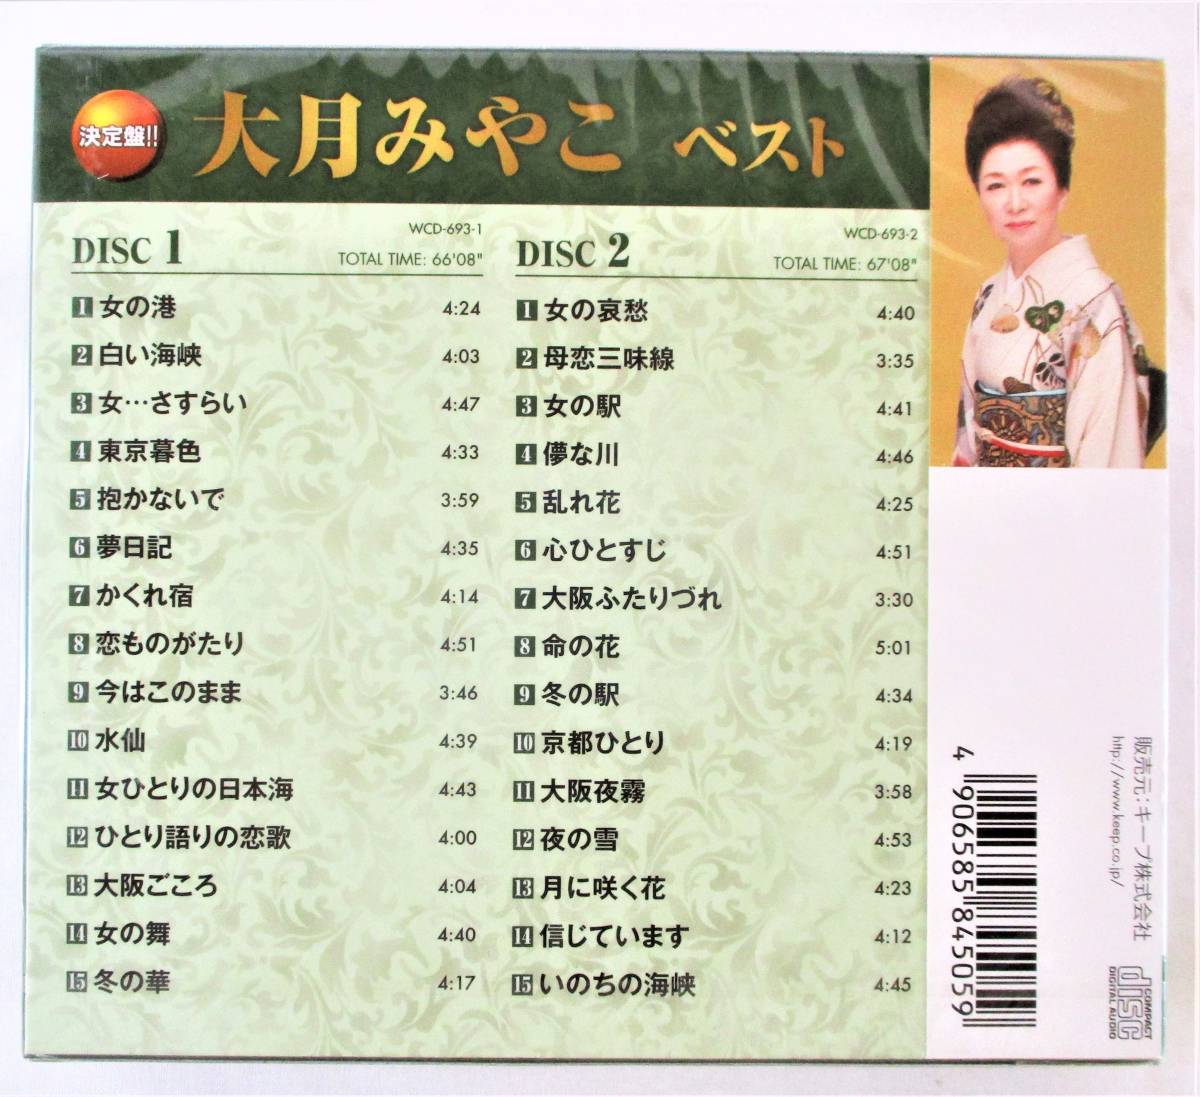 決定盤!!
大月みやこ ベスト
DISC 1
WCD-693-1
TOTAL TIME: 66'08"
1 女の港 4:24
2 白い海峡 4:03
3 女…さすらい 4:47
4 東京暮色 4:33
5 抱かないで 3:59
6 夢日記 4:35
7 かくれ宿 4:14
8 恋ものがたり 4:51
9 今はこのまま 3:46
10 水仙 4:39
11 女ひとりの日本海 4:43
12 ひとり語りの恋歌 4:00
13 大阪ごころ 4:04
14 女の舞 4:40
15 冬の華 4:17
DISC 2
WCD-693-2
TOTAL TIME: 67'08"
1 女の哀愁 4:40
2 母恋三味線 3:35
3 女の駅 4:41
4 儚な川 4:46
5 乱れ花 4:25
6 心ひとすじ 4:51
7 大阪ふたりづれ 3:30
8 命の花 5:01
9 冬の駅 4:34
10 京都ひとり 4:19
11 大阪夜霧 3:58
12 夜の雪 4:53
13 月に咲く花 4:23
14 信じています 4:12
15 いのちの海峡 4:45
販売元：キープ株式会社
http://www.keep.co.jp/
4 906585 845059
COMPACT
disc
DIGITAL AUDIO